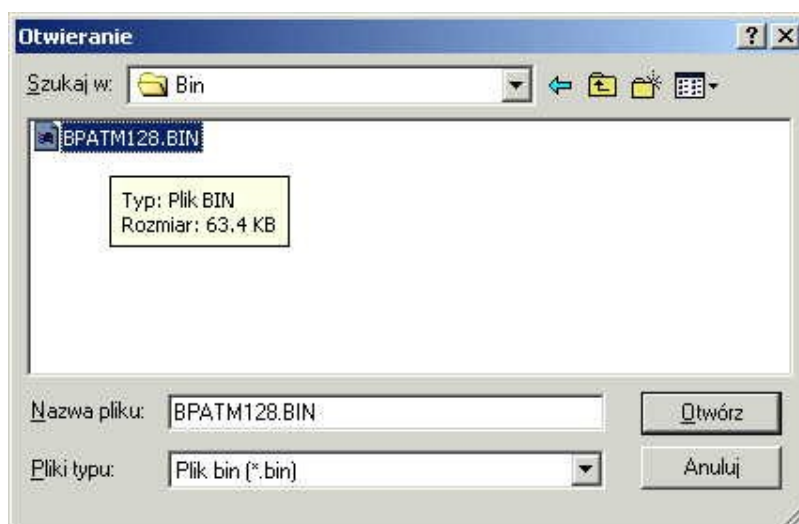 Otwieranie
Szukaj w: Bin
BPATM128.BIN
Typ: Plik BIN
Rozmiar: 63.4 KB
Nazwa pliku: BPATM128.BIN Otwórz
Pliki typu: Plik bin (*.bin) Anuluj